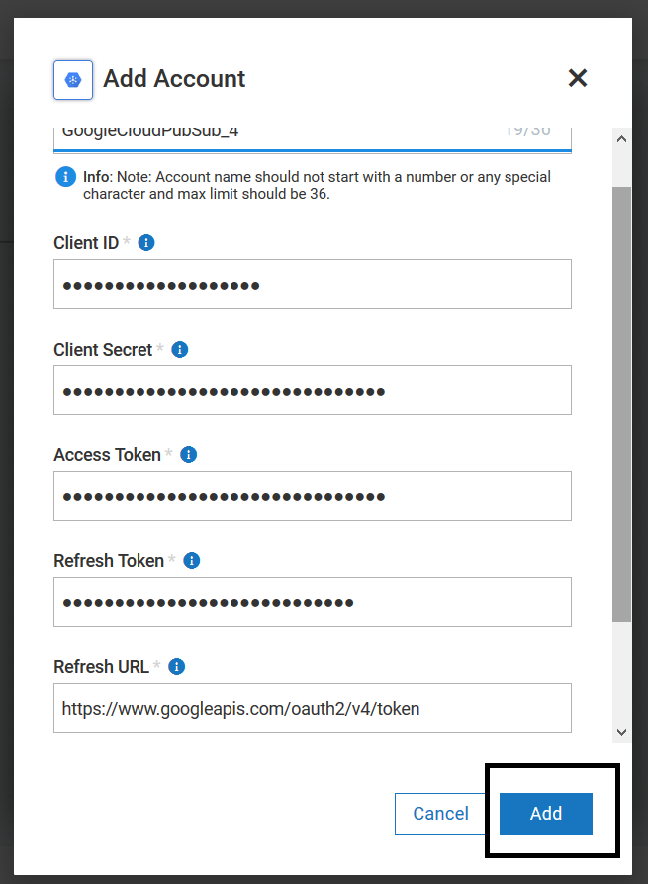 Add Account
GoogleCloudPubSub_4
19/36
Info: Note: Account name should not start with a number or any special
character and max limit should be 36.
Client ID *
Client Secret *
Access Token *
Refresh Token *
Refresh URL *
https://www.googleapis.com/oauth2/v4/token
Cancel
Add